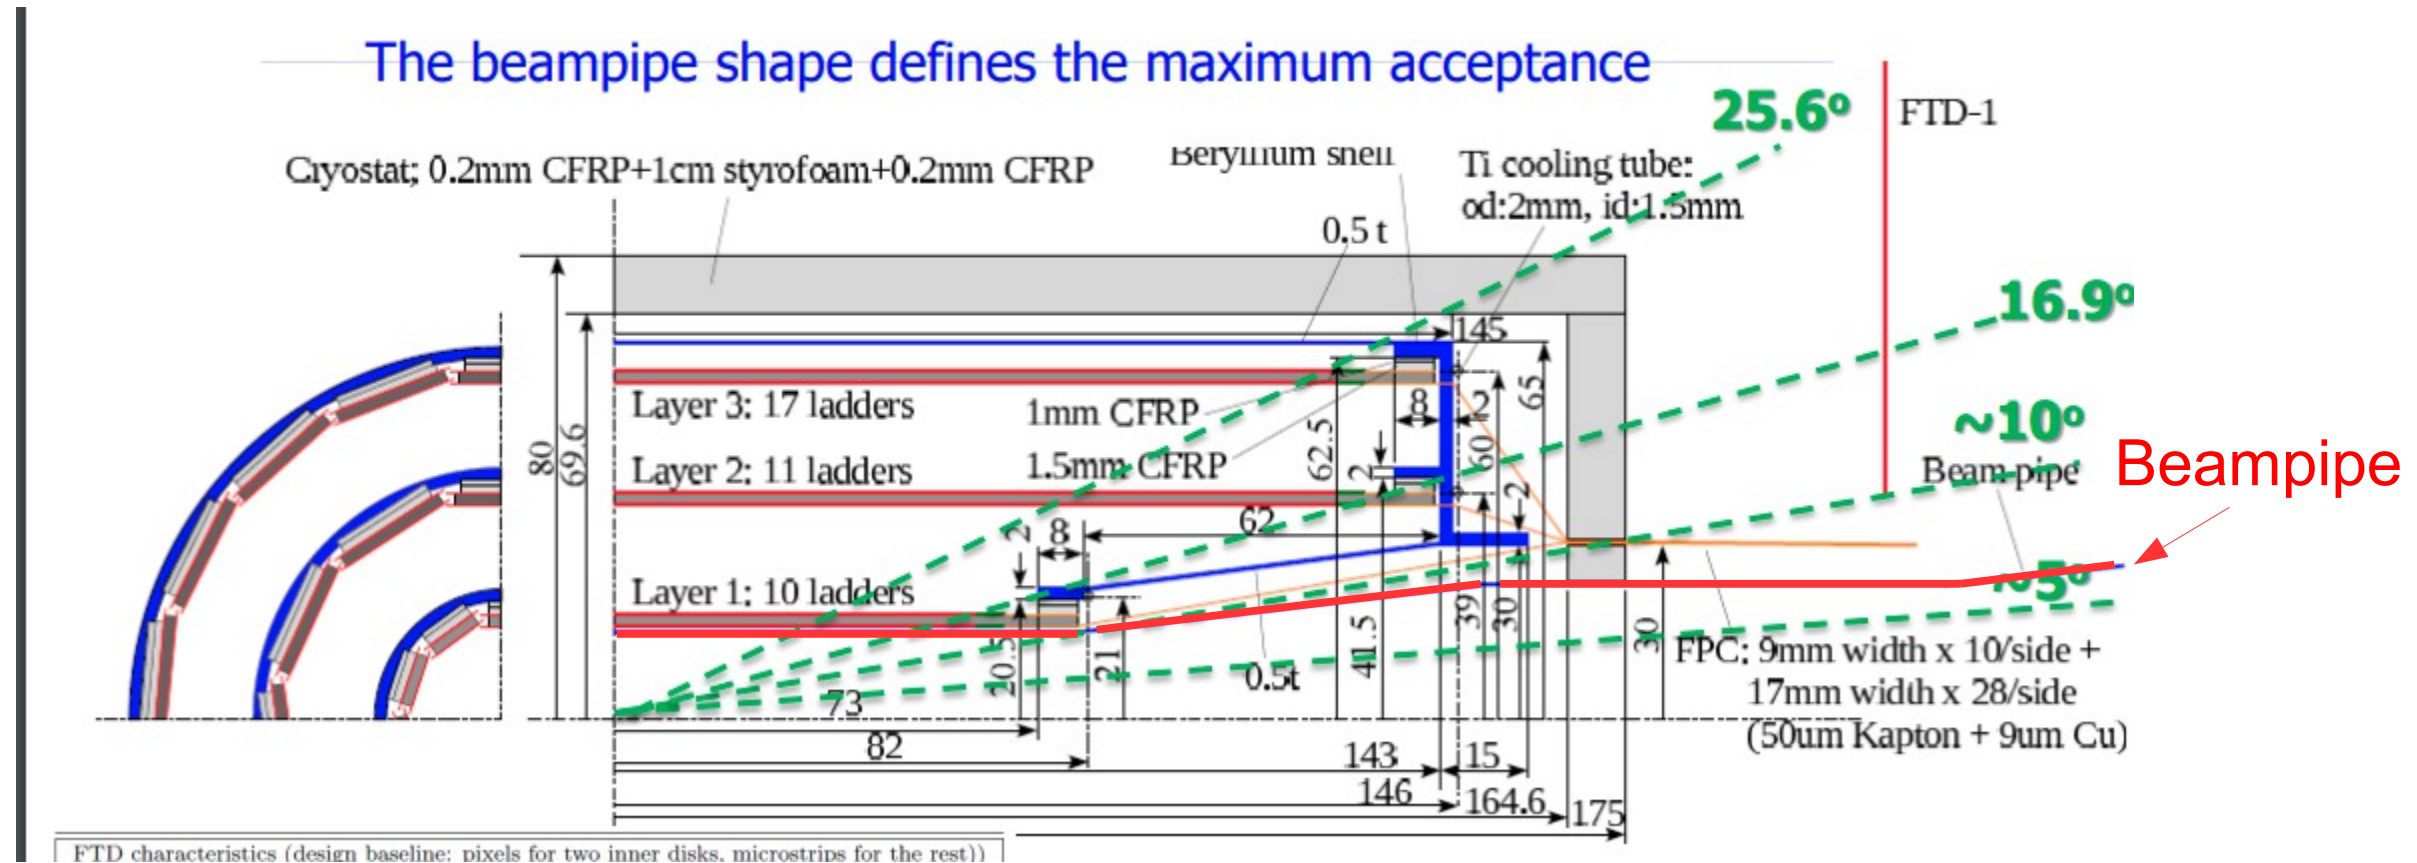 The beampipe shape defines the maximum acceptance
25.6º
FTD-1
Cryostat; 0.2mm CFRP+1cm styrofoam+0.2mm CFRP
Beryllium shell
Ti cooling tube:
od:2mm, id:1.5mm
0.5 t
16.9º
145
Layer 3: 17 ladders
1mm CFRP
8
2
65
~10º
80
69.6
62.5
60
Layer 2: 11 ladders
1.5mm CFRP
2
Beam-pipe
Beampipe
2
8
62
2
Layer 1: 10 ladders
~5º
39
30
20.5
21
41.5
30
0.5t
FPC: 9mm width x 10/side +
17mm width x 28/side
(50um Kapton + 9um Cu)
73
82
143
15
146
164.6
175
FTD characteristics (design baseline: pixels for two inner disks, microstrips for the rest))